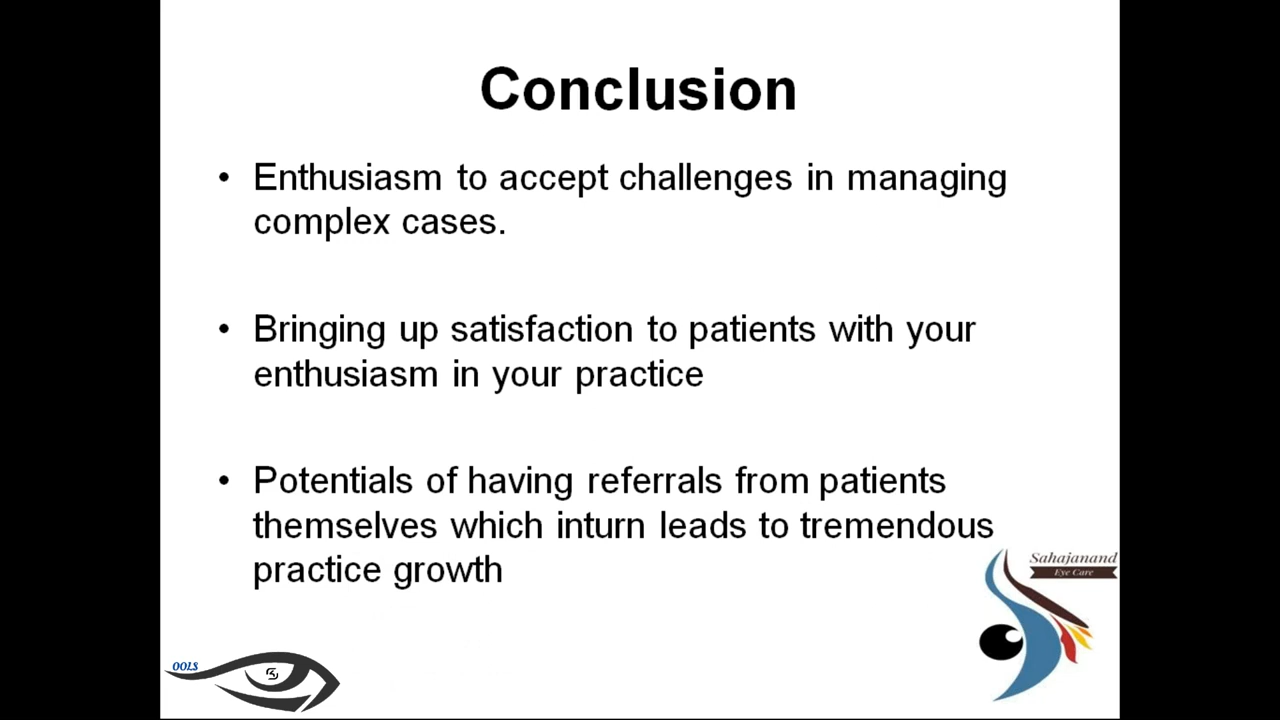 Conclusion
• Enthusiasm to accept challenges in managing
complex cases.
• Bringing up satisfaction to patients with your
enthusiasm in your practice
• Potentials of having referrals from patients
themselves which inturn leads to tremendous
practice growth
Sahajanand
Eye Care
OOLS